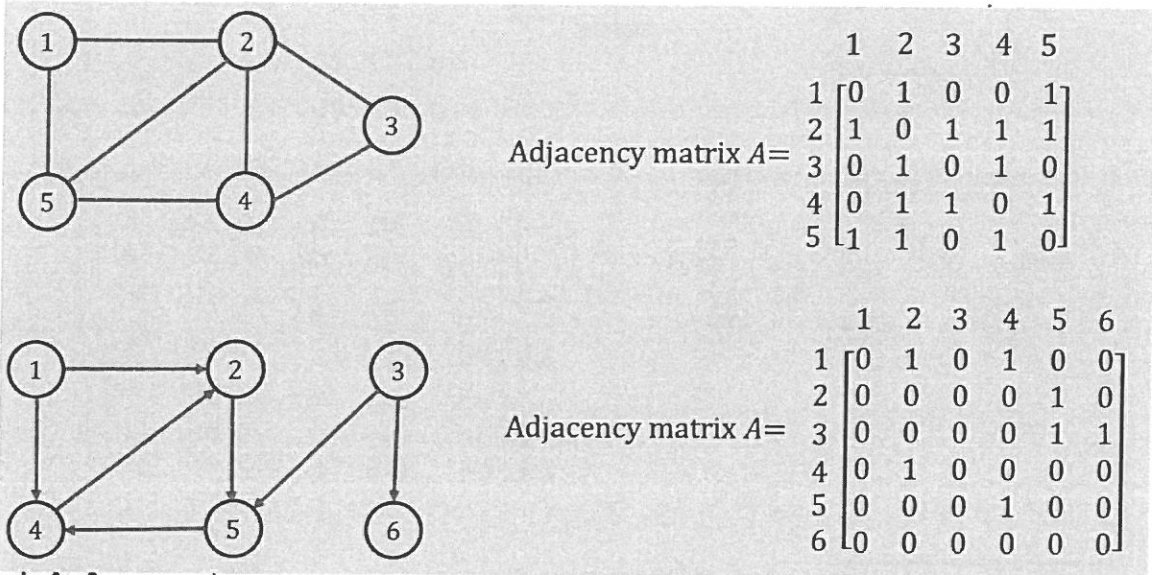 1 2
3
5 4
Adjacency matrix A=
1 2 3 4 5
1 0 1 0 0 1
2 1 0 1 1 1
3 0 1 0 1 0
4 0 1 1 0 1
5 1 1 0 1 0
1 2 3
4 5 6
Adjacency matrix A=
1 2 3 4 5 6
1 0 1 0 1 0 0
2 0 0 0 0 1 0
3 0 0 0 0 1 1
4 0 1 0 0 0 0
5 0 0 0 1 0 0
6 0 0 0 0 0 0